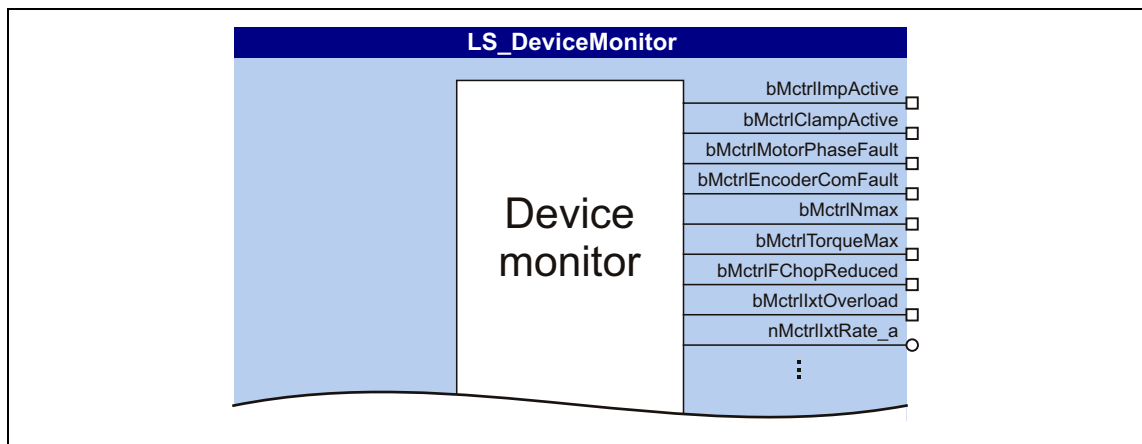 LS_DeviceMonitor
bMctrlImpActive
bMctrlClampActive
bMctrlMotorPhaseFault
bMctrlEncoderComFault
bMctrlNmax
bMctrlTorqueMax
bMctrlFChopReduced
bMctrlIxtOverload
nMctrlIxtRate_a
Device
monitor